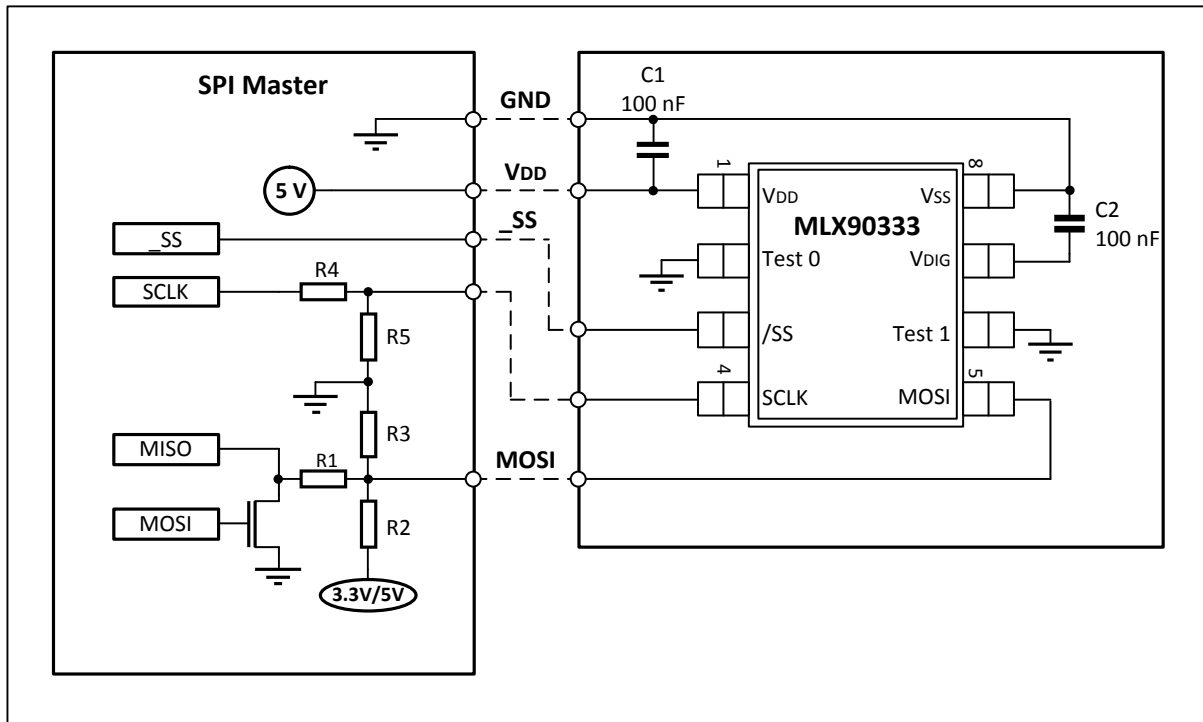 SPI Master
GND
VDD
_SS
5 V
_SS
SCLK
R4
R5
R3
MISO
R1
MOSI
MOSI
R2
3.3V/5V
C1
100 nF
1
8
VDD
VSS
MLX90333
C2
100 nF
Test 0
VDIG
/SS
Test 1
4
5
SCLK
MOSI